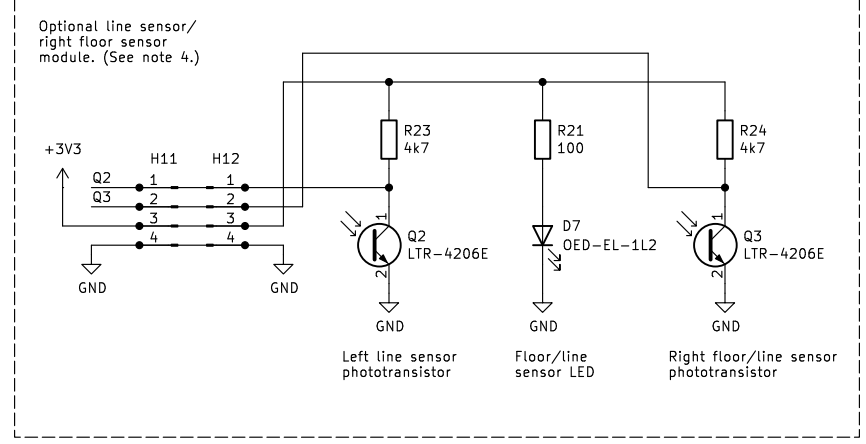 Optional line sensor/
right floor sensor
module. (See note 4.)
+3V3
H11 H12
Q2 1 1
Q3 2 2
3 3
4 4
GND GND
R23
4k7
R21
100
R24
4k7
1
Q2
LTR-4206E
2
D7
OED-EL-1L2
1
Q3
LTR-4206E
2
GND GND GND
Left line sensor
phototransistor
Floor/line
sensor LED
Right floor/line sensor
phototransistor